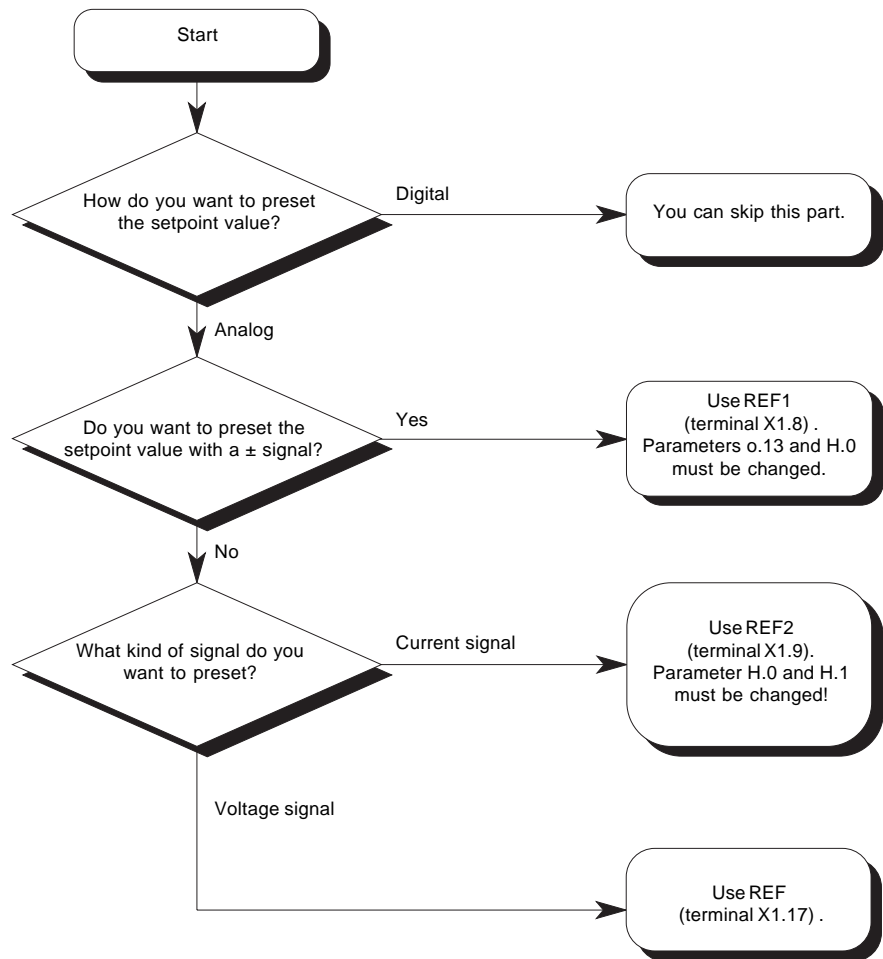 Start
How do you want to preset
the setpoint value?
Digital
You can skip this part.
Analog
Do you want to preset the
setpoint value with a ± signal?
Yes
Use REF1
(terminal X1.8) .
Parameters o.13 and H.0
must be changed.
No
What kind of signal do you
want to preset?
Current signal
Use REF2
(terminal X1.9).
Parameter H.0 and H.1
must be changed!
Voltage signal
Use REF
(terminal X1.17) .